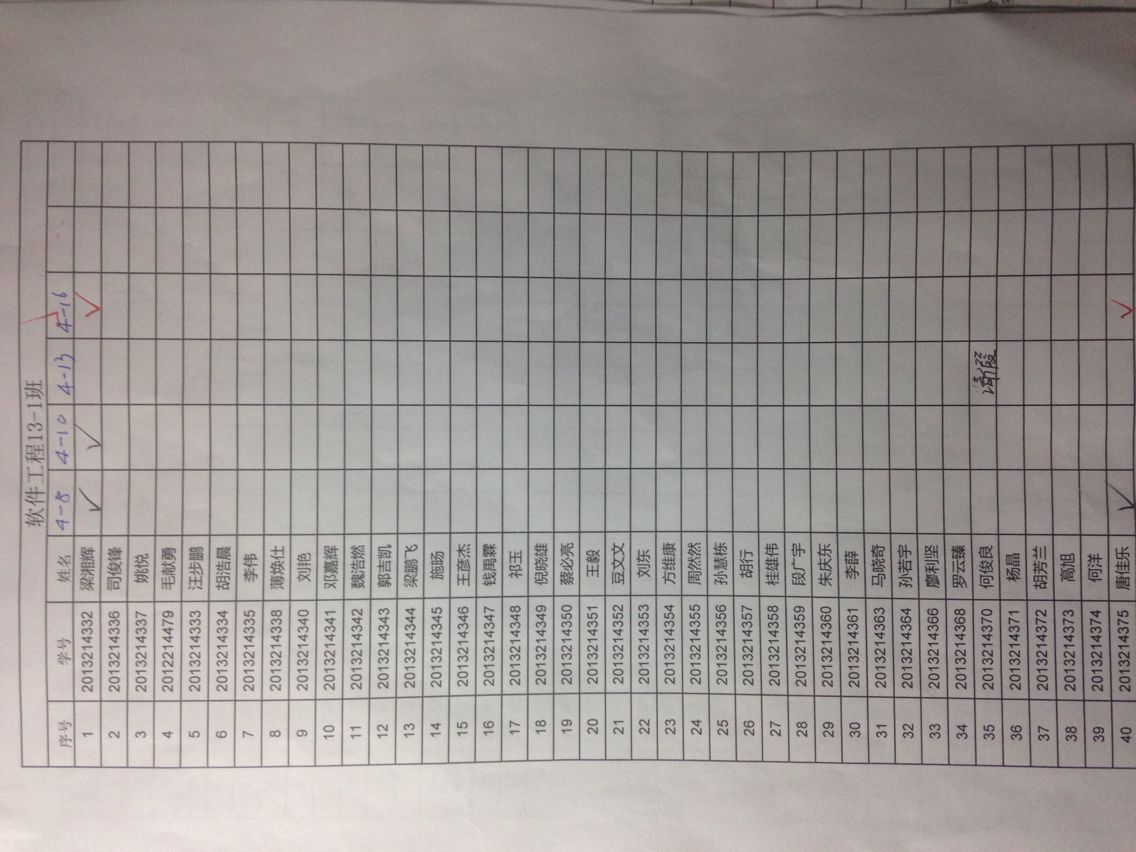 软件工程13-1班
序号 学号 姓名 4-8 4-10 4-13 4-16
1 2013214332 梁湘辉 ✓ ✓ ✓
2 2013214336 司俊锋
3 2013214337 姚悦
4 2012214479 毛献勇
5 2013214333 汪步鹏
6 2013214334 胡浩晨
7 2013214335 李伟
8 2013214338 薄焕仕
9 2013214340 刘艳
10 2013214341 邓嘉辉
11 2013214342 魏浩燃
12 2013214343 郭吉凯
13 2013214344 梁鹏飞
14 2013214345 施旸
15 2013214346 王彦杰
16 2013214347 钱禹霖
17 2013214348 祁玉
18 2013214349 倪晓雄
19 2013214350 蔡必亮
20 2013214351 王毅
21 2013214352 豆文文
22 2013214353 刘东
23 2013214354 方维康
24 2013214355 周然然
25 2013214356 孙慧栋
26 2013214357 胡行
27 2013214358 桂雄伟
28 2013214359 段广宇
29 2013214360 朱庆东
30 2013214361 李薛
31 2013214363 马晓奇
32 2013214364 孙若宇
33 2013214366 廖利坚
34 2013214368 罗云臻
35 2013214370 何俊良 请假
36 2013214371 杨晶
37 2013214372 胡芳兰
38 2013214373 高旭
39 2013214374 何洋
40 2013214375 唐佳乐 ✓ ✓